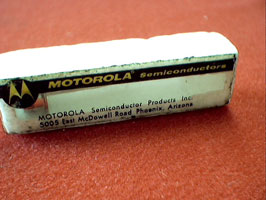 MOTOROLA Semiconductors
MOTOROLA Semiconductor Products Inc.
5005 East McDowell Road Phoenix, Arizona